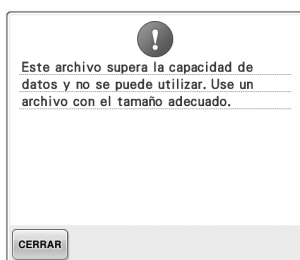 Este archivo supera la capacidad de
datos y no se puede utilizar. Use un
archivo con el tamaño adecuado.
CERRAR